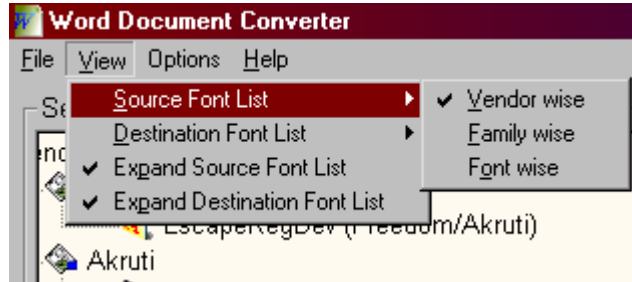 Word Document Converter
File View Options Help
Source Font List
Vendor wise
Destination Font List
Family wise
Expand Source Font List
Font wise
Expand Destination Font List
EscapeRegDev (Freedom/Akruti)
Akruti